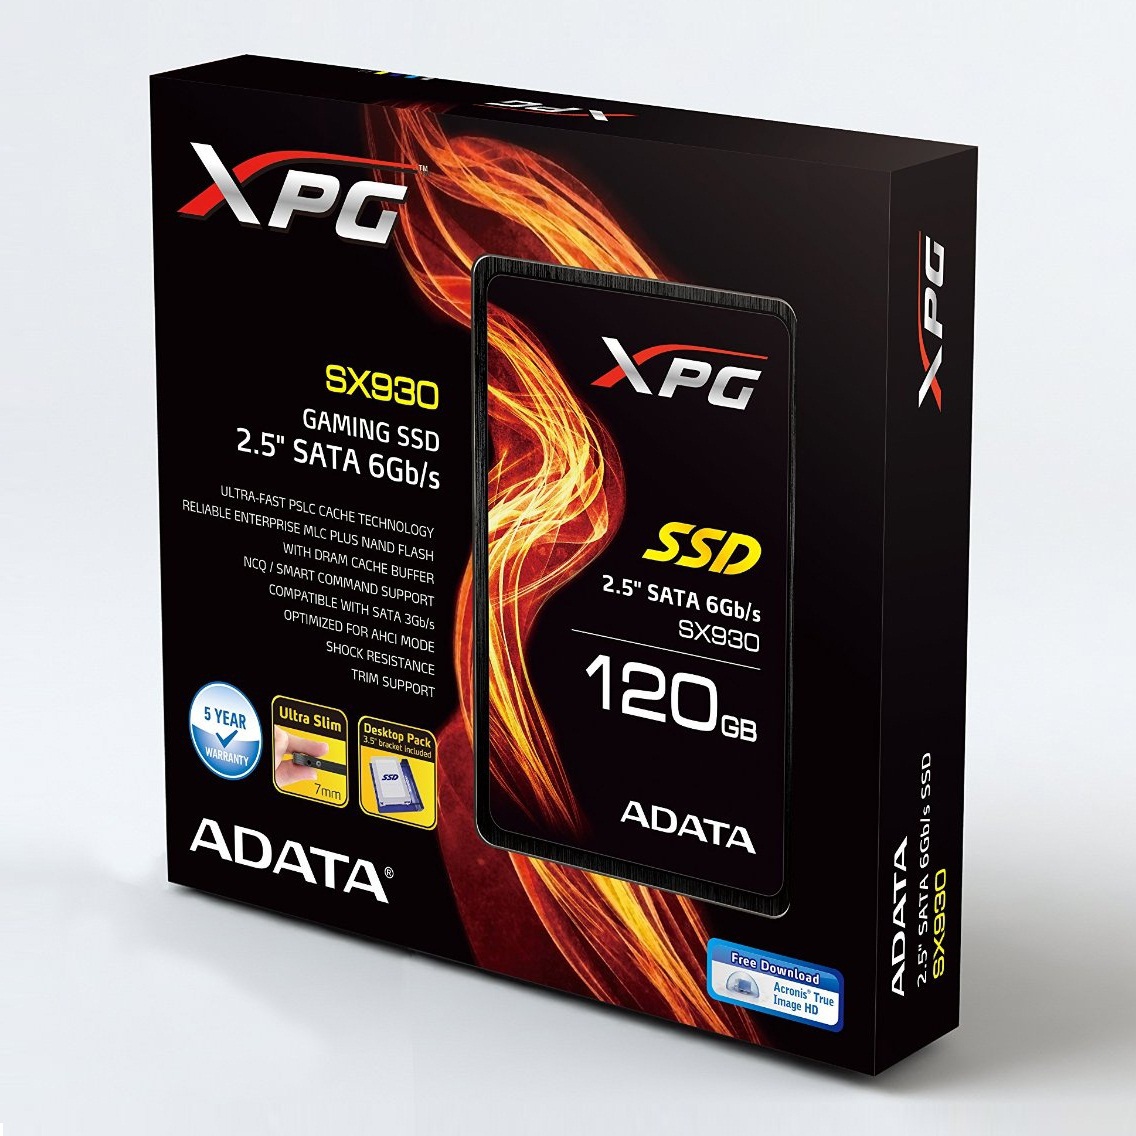 XPG
XPG™
SX930
GAMING SSD
2.5" SATA 6Gb/s
ULTRA-FAST PSLC CACHE TECHNOLOGY
RELIABLE ENTERPRISE MLC PLUS NAND FLASH
WITH DRAM CACHE BUFFER
NCQ / SMART COMMAND SUPPORT
COMPATIBLE WITH SATA 3Gb/s
OPTIMIZED FOR AHCI MODE
SHOCK RESISTANCE
TRIM SUPPORT
5 YEAR
WARRANTY
Ultra Slim
7mm
Desktop Pack
3.5" bracket included
SSD
ADATA®
XPG
SSD
2.5" SATA 6Gb/s
SX930
120GB
ADATA
Free Download
Acronis® True
Image HD
XPG
ADATA
2.5" SATA 6Gb/s SSD
SX930